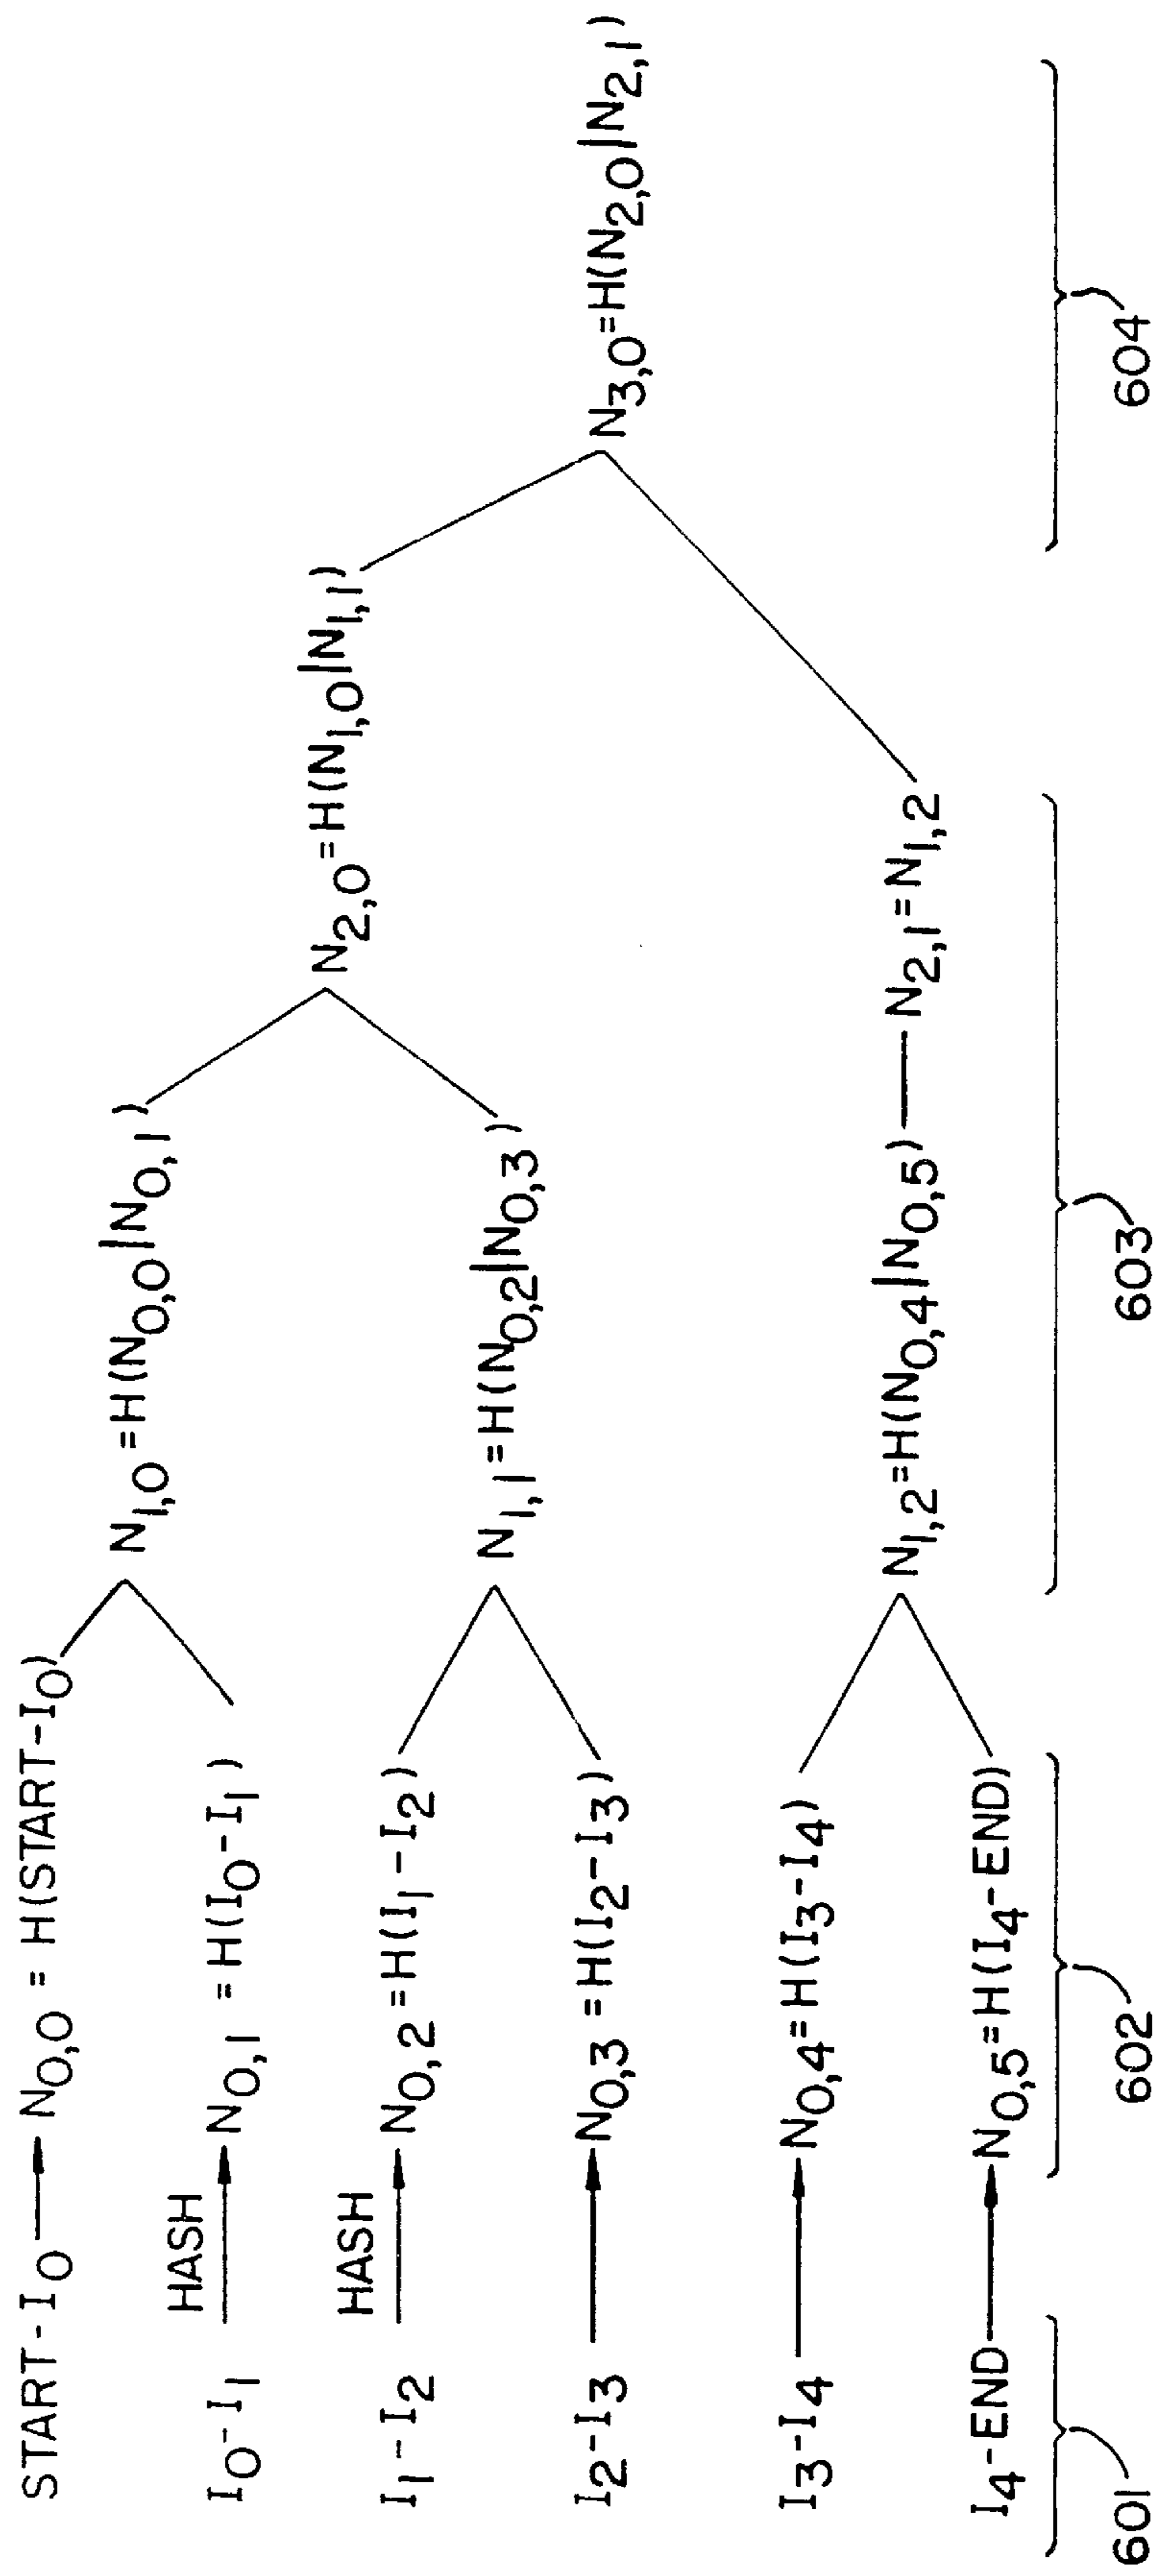 START-I0 N0,0 = H(START-I0)
I0-I1 HASH N0,1 = H(I0-I1)
N1,0 = H(N0,0|N0,1)
I1-I2 HASH N0,2 = H(I1-I2)
N2,0 = H(N1,0|N1,1)
I2-I3 N0,3 = H(I2-I3)
N1,1 = H(N0,2|N0,3)
N3,0 = H(N2,0|N2,1)
I3-I4 N0,4 = H(I3-I4)
N1,2 = H(N0,4|N0,5) N2,1 = N1,2
I4-END N0,5 = H(I4-END)
601 602 603 604